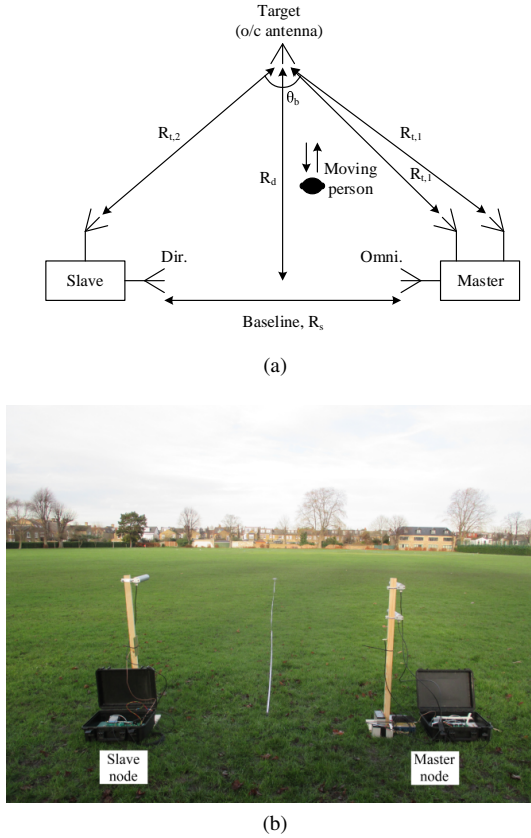 Target
(o/c antenna)
θb
Rt,2
Rt,1
Rd
Moving
person
Rt,1
Dir.
Omni.
Slave
Master
Baseline, Rs
(a)
Slave
node
Master
node
(b)